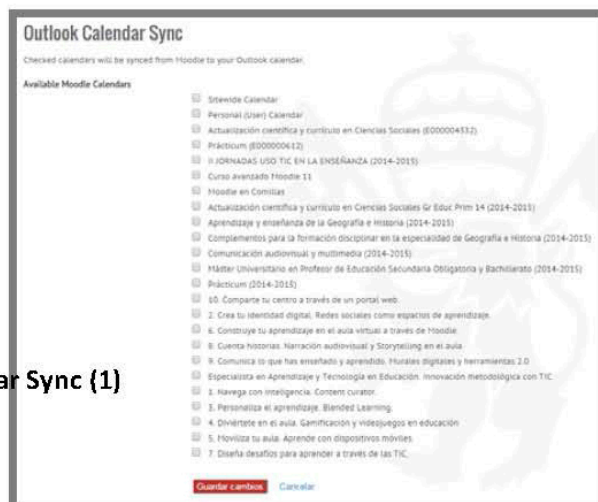 Outlook Calendar Sync
Checked calendars will be synced from Moodle to your Outlook calendar.
Available Moodle Calendars
Sitewide Calendar
Personal (User) Calendar
Actualización científica y currículo en Ciencias Sociales (E000004332)
Prácticum (E000000612)
II JORNADAS USO TIC EN LA ENSEÑANZA (2014-2015)
Curso avanzado Moodle 11
Moodle en Comillas
Actualización científica y currículo en Ciencias Sociales Gr Educ Prim 14 (2014-2015)
Aprendizaje y enseñanza de la Geografía e Historia (2014-2015)
Complementos para la formación disciplinar en la especialidad de Geografía e Historia (2014-2015)
Comunicación audiovisual y multimedia (2014-2015)
Máster Universitario en Profesor de Educación Secundaria Obligatoria y Bachillerato (2014-2015)
Prácticum (2014-2015)
10. Comparte tu centro a través de un portal web.
2. Crea tu identidad digital. Redes sociales como espacios de aprendizaje.
6. Construye tu aprendizaje en el aula virtual a través de Moodle
8. Cuenta historias. Narración audiovisual y Storytelling en el aula
9. Comunica lo que has enseñado y aprendido. Murales digitales y herramientas 2.0
Especialista en Aprendizaje y Tecnología en Educación. Innovación metodológica con TIC.
ar Sync (1)
1. Navega con inteligencia. Content curator.
3. Personaliza el aprendizaje. Blended Learning.
4. Diviértete en el aula. Gamificación y videojuegos en educación
5. Moviliza tu aula. Aprende con dispositivos móviles
7. Diseña desafíos para aprender a través de las TIC.
Guardar cambios Cancelar